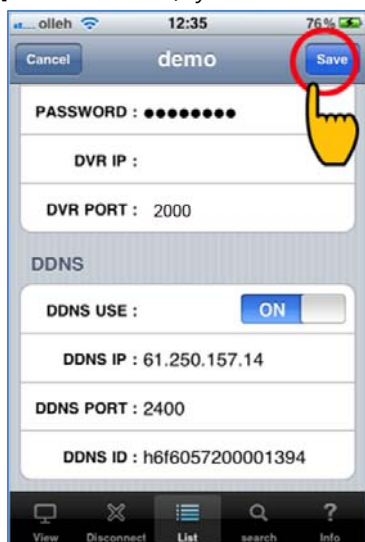 olleh 12:35 76%
Cancel demo Save
PASSWORD : ●●●●●●●●
DVR IP :
DVR PORT : 2000
DDNS
DDNS USE : ON
DDNS IP : 61.250.157.14
DDNS PORT : 2400
DDNS ID : h6f6057200001394
View Disconnect List search Info